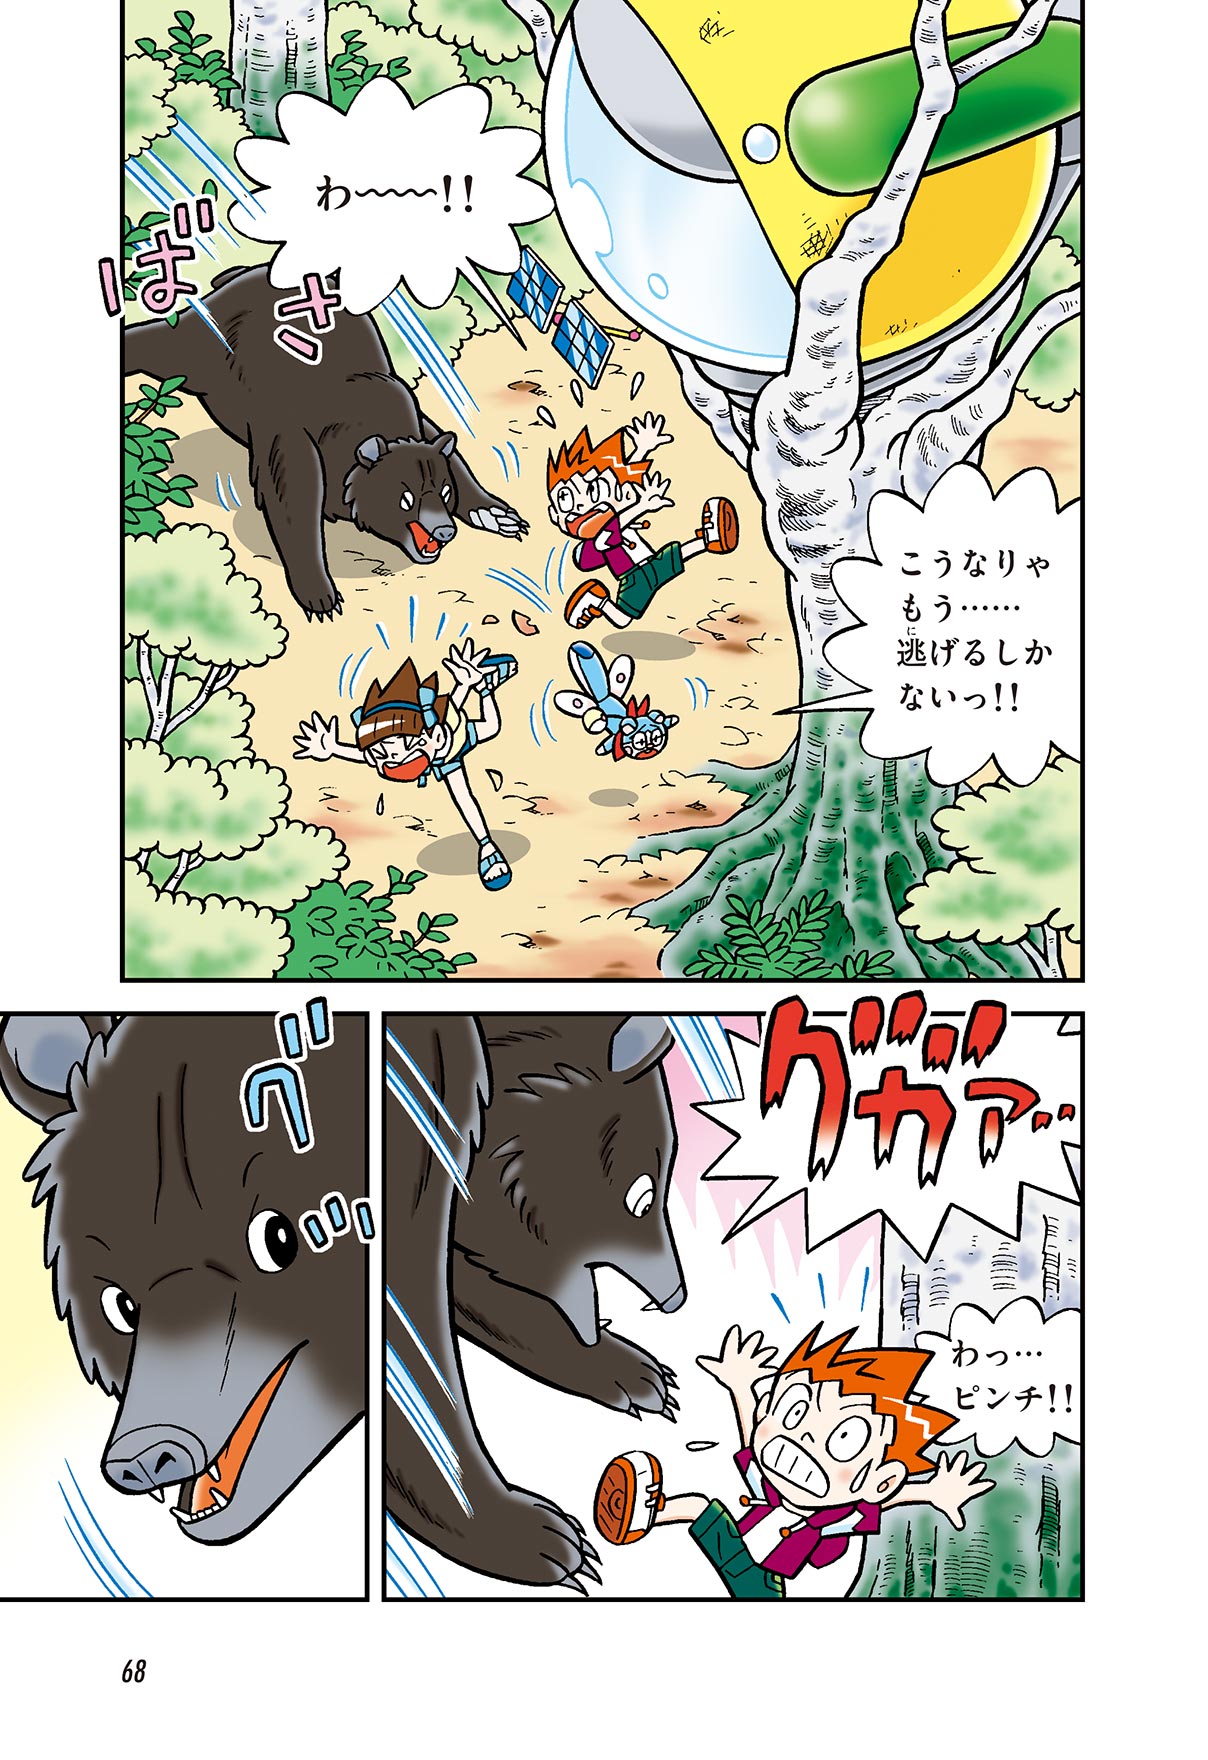 わ〜〜〜!!
ばさ
こうなりゃ
もう……
逃げるしか
ないっ!!
に
グガァ…
わっ…
ピンチ!!
グッ
68